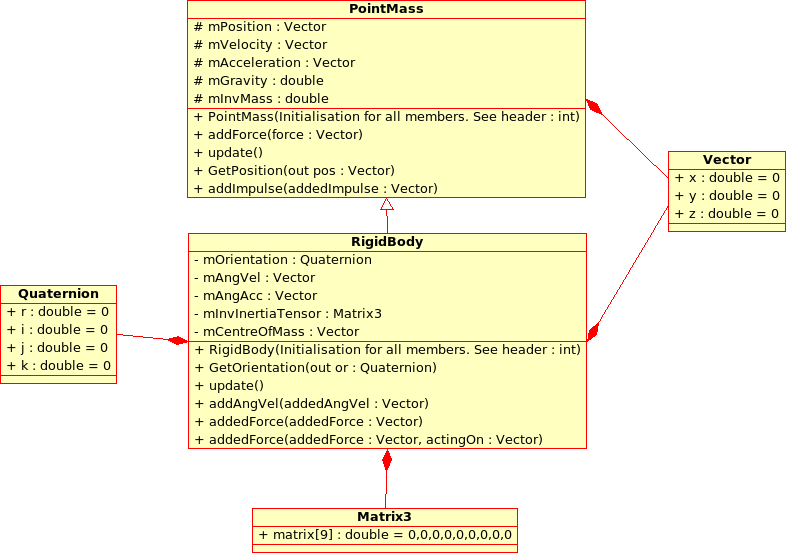 PointMass
# mPosition : Vector
# mVelocity : Vector
# mAcceleration : Vector
# mGravity : double
# mInvMass : double
+ PointMass(Initialisation for all members. See header : int)
+ addForce(force : Vector)
+ update()
+ GetPosition(out pos : Vector)
+ addImpulse(addedImpulse : Vector)
Vector
+ x : double = 0
+ y : double = 0
+ z : double = 0
RigidBody
- mOrientation : Quaternion
- mAngVel : Vector
- mAngAcc : Vector
- mInvInertiaTensor : Matrix3
- mCentreOfMass : Vector
+ RigidBody(Initialisation for all members. See header : int)
+ GetOrientation(out or : Quaternion)
+ update()
+ addAngVel(addedAngVel : Vector)
+ addedForce(addedForce : Vector)
+ addedForce(addedForce : Vector, actingOn : Vector)
Quaternion
+ r : double = 0
+ i : double = 0
+ j : double = 0
+ k : double = 0
Matrix3
+ matrix[9] : double = 0,0,0,0,0,0,0,0,0